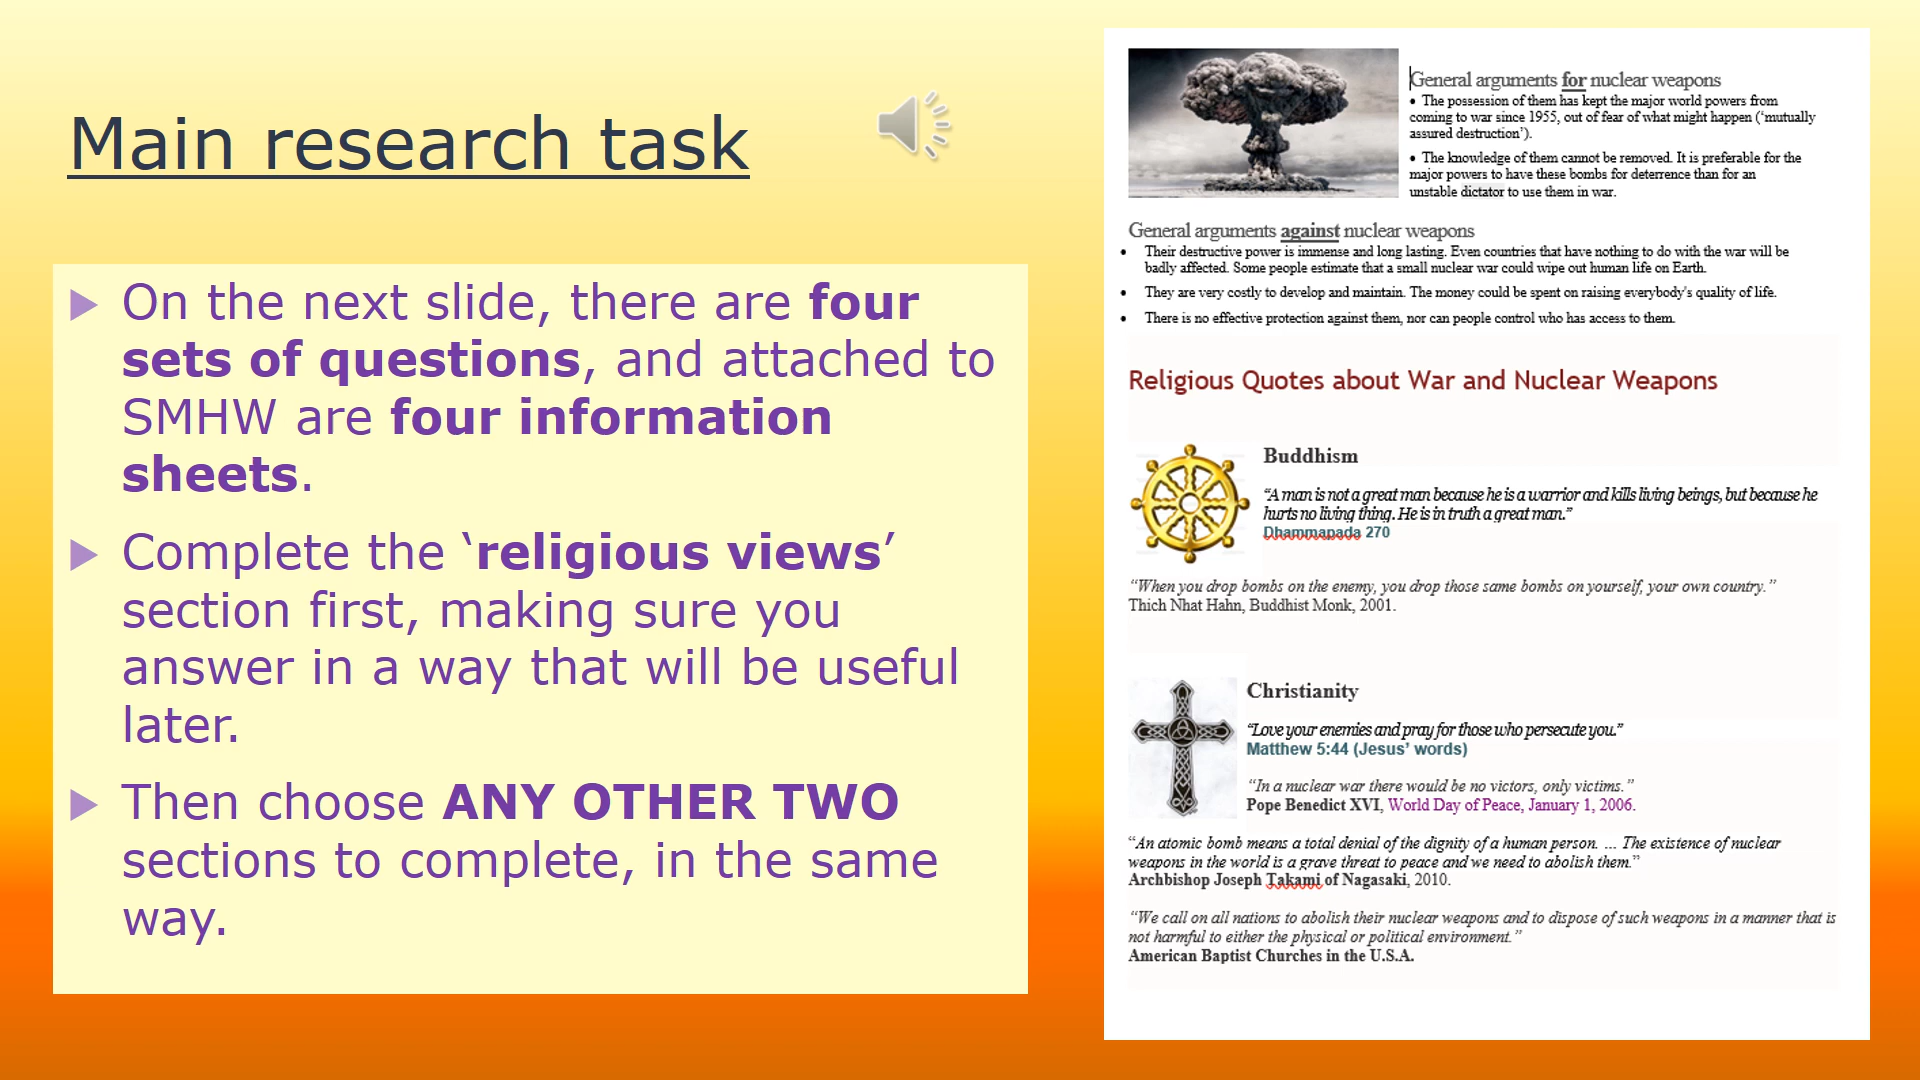 Main research task
▶ On the next slide, there are four
sets of questions, and attached to
SMHW are four information
sheets.
▶ Complete the ‘religious views’
section first, making sure you
answer in a way that will be useful
later.
▶ Then choose ANY OTHER TWO
sections to complete, in the same
way.
General arguments for nuclear weapons
• The possession of them has kept the major world powers from
coming to war since 1955, out of fear of what might happen (‘mutually
assured destruction’).
• The knowledge of them cannot be removed. It is preferable for the
major powers to have these bombs for deterrence than for an
unstable dictator to use them in war.
General arguments against nuclear weapons
• Their destructive power is immense and long lasting. Even countries that have nothing to do with the war will be
badly affected. Some people estimate that a small nuclear war could wipe out human life on Earth.
• They are very costly to develop and maintain. The money could be spent on raising everybody's quality of life.
• There is no effective protection against them, nor can people control who has access to them.
Religious Quotes about War and Nuclear Weapons
Buddhism
“A man is not a great man because he is a warrior and kills living beings, but because he
hurts no living thing. He is in truth a great man.”
Dhammapada 270
“When you drop bombs on the enemy, you drop those same bombs on yourself, your own country.”
Thich Nhat Hahn, Buddhist Monk, 2001.
Christianity
“Love your enemies and pray for those who persecute you.”
Matthew 5:44 (Jesus’ words)
“In a nuclear war there would be no victors, only victims.”
Pope Benedict XVI, World Day of Peace, January 1, 2006.
“An atomic bomb means a total denial of the dignity of a human person. … The existence of nuclear
weapons in the world is a grave threat to peace and we need to abolish them.”
Archbishop Joseph Takami of Nagasaki, 2010.
“We call on all nations to abolish their nuclear weapons and to dispose of such weapons in a manner that is
not harmful to either the physical or political environment.”
American Baptist Churches in the U.S.A.